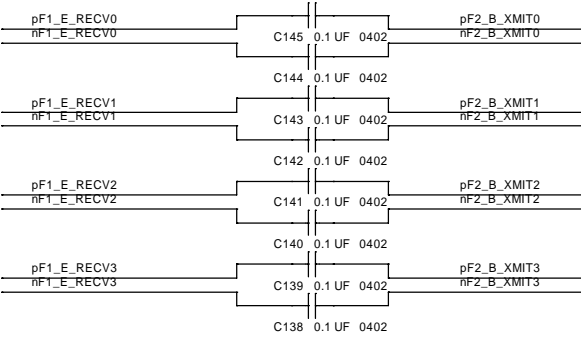 pF1_E_RECV0 pF2_B_XMIT0
nF1_E_RECV0 C145 0.1 UF 0402 nF2_B_XMIT0
C144 0.1 UF 0402
pF1_E_RECV1 pF2_B_XMIT1
nF1_E_RECV1 C143 0.1 UF 0402 nF2_B_XMIT1
C142 0.1 UF 0402
pF1_E_RECV2 pF2_B_XMIT2
nF1_E_RECV2 C141 0.1 UF 0402 nF2_B_XMIT2
C140 0.1 UF 0402
pF1_E_RECV3 pF2_B_XMIT3
nF1_E_RECV3 C139 0.1 UF 0402 nF2_B_XMIT3
C138 0.1 UF 0402